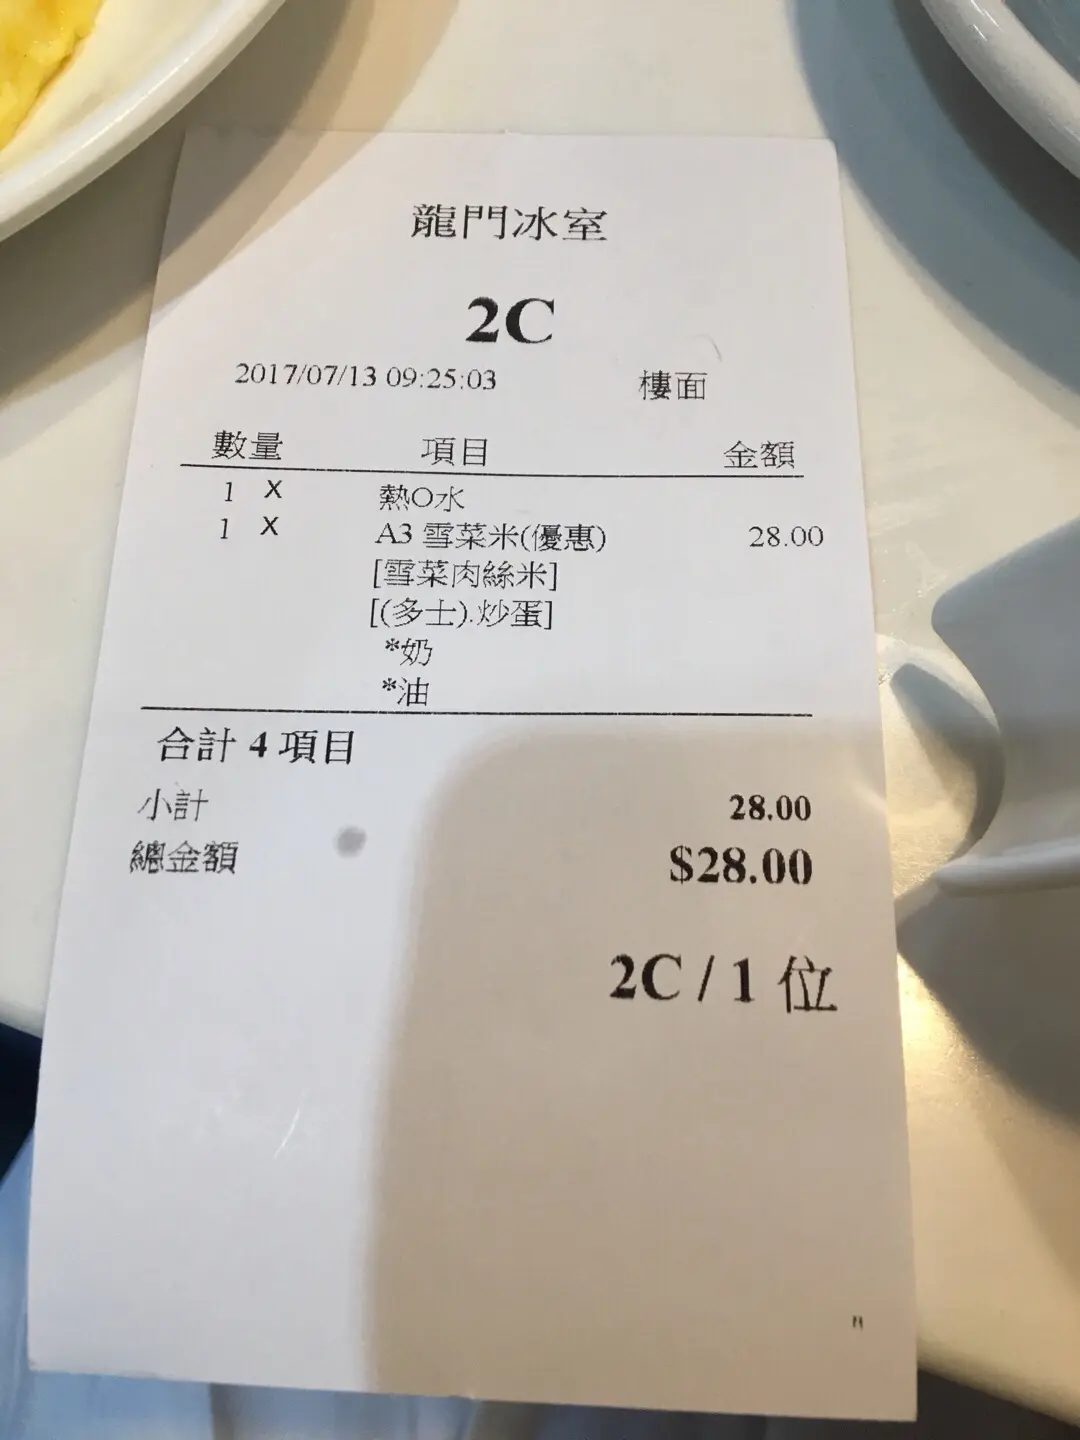 龍門冰室
2C
2017/07/13 09:25:03 樓面
數量 項目 金額
1 X 熱O水
1 X A3 雪菜米(優惠) 28.00
[雪菜肉絲米]
[(多士).炒蛋]
*奶
*油
合計 4 項目
小計 28.00
總金額 $28.00
2C / 1 位